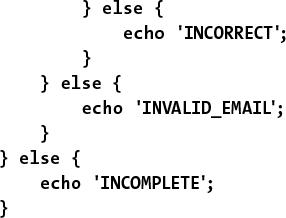 } else {
            echo 'INCORRECT';
        }
    } else {
        echo 'INVALID_EMAIL';
    }
} else {
    echo 'INCOMPLETE';
}